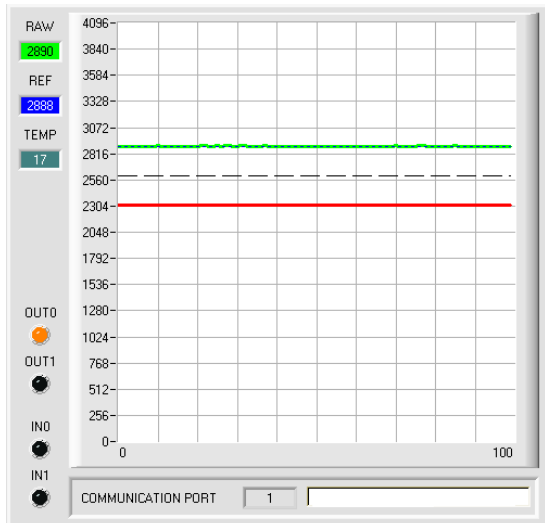 RAW
2890
REF
2888
TEMP
17
OUT0
OUT1
IN0
IN1
4096
3840
3584
3328
3072
2816
2560
2304
2048
1792
1536
1280
1024
768
512
256
0
0 100
COMMUNICATION PORT 1